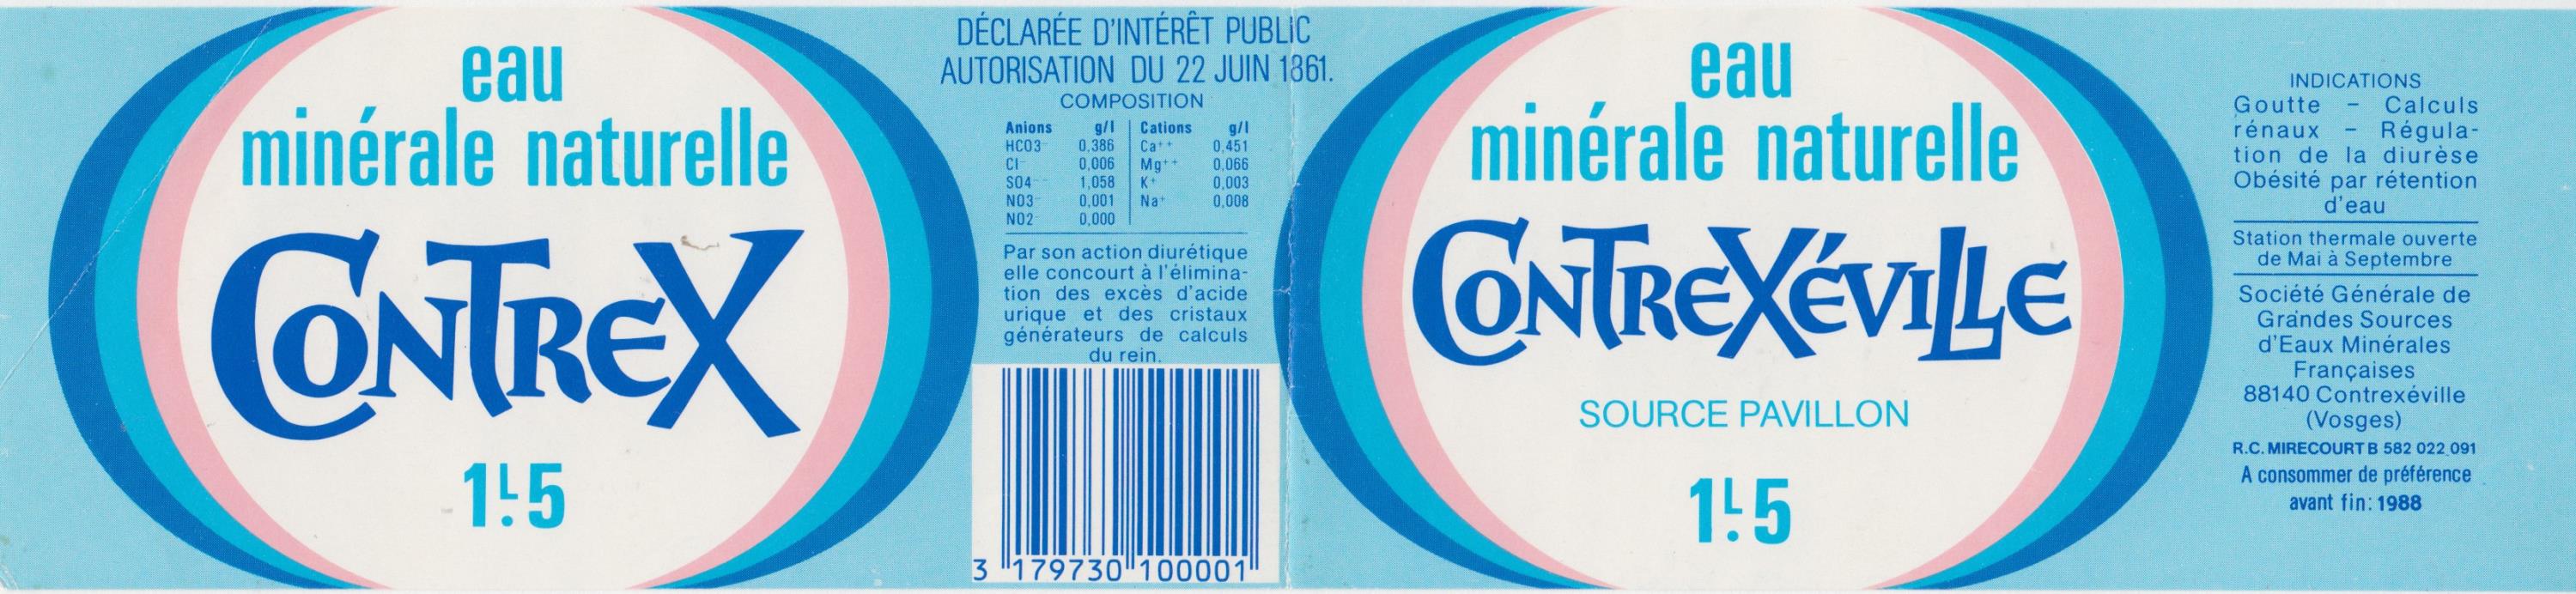 eau
minérale naturelle
CONTREX
1L.5
DÉCLARÉE D'INTÉRÊT PUBLIC
AUTORISATION DU 22 JUIN 1861.
COMPOSITION
Anions g/l Cations g/l
HCO3- 0,386 Ca++ 0,451
Cl- 0,006 Mg++ 0,066
SO4-- 1,058 K+ 0,003
NO3- 0,001 Na+ 0,008
NO2- 0,000
Par son action diurétique
elle concourt à l'élimina-
tion des excès d'acide
urique et des cristaux
générateurs de calculs
du rein.
3 179730 100001
eau
minérale naturelle
CONTREXÉVILLE
SOURCE PAVILLON
1L.5
INDICATIONS
Goutte - Calculs
rénaux - Régula-
tion de la diurèse
Obésité par rétention
d'eau
Station thermale ouverte
de Mai à Septembre
Société Générale de
Grandes Sources
d'Eaux Minérales
Françaises
88140 Contrexéville
(Vosges)
R.C. MIRECOURT B 582 022 091
A consommer de préférence
avant fin: 1988